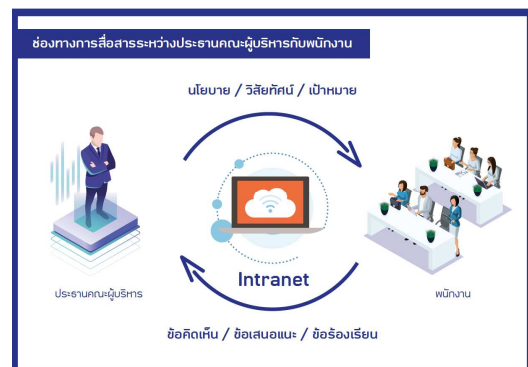 ช่องทางการสื่อสารระหว่างประธานคณะผู้บริหารกับพนักงาน
นโยบาย / วิสัยทัศน์ / เป้าหมาย
Intranet
ประธานคณะผู้บริหาร
พนักงาน
ข้อคิดเห็น / ข้อเสนอแนะ / ข้อร้องเรียน